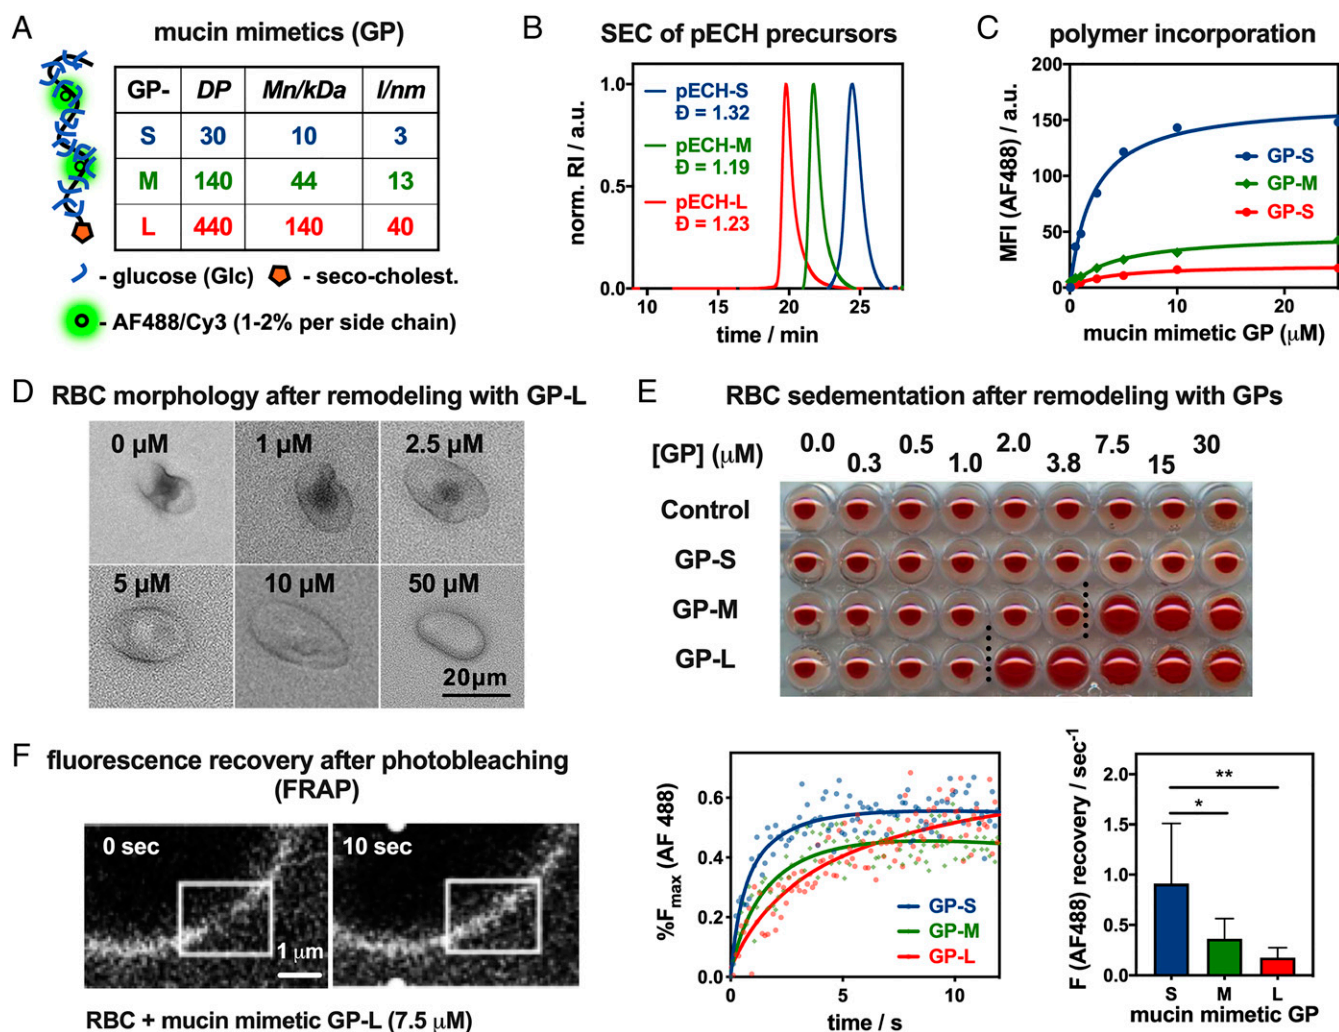 A mucin mimetics (GP)
GP- DP Mn/kDa l/nm
S 30 10 3
M 140 44 13
L 440 140 40
- glucose (Glc) - seco-cholest.
- AF488/Cy3 (1-2% per side chain)
B SEC of pECH precursors
norm. RI / a.u.
1.0
0.5
0.0
pECH-S
Đ = 1.32
pECH-M
Đ = 1.19
pECH-L
Đ = 1.23
10 15 20 25
time / min
C polymer incorporation
MFI (AF488) / a.u.
200
150
100
50
0
GP-S
GP-M
GP-S
0 10 20
mucin mimetic GP (µM)
D RBC morphology after remodeling with GP-L
0 µM 1 µM 2.5 µM
5 µM 10 µM 50 µM
20µm
E RBC sedementation after remodeling with GPs
[GP] (µM) 0.0 0.3 0.5 1.0 2.0 3.8 7.5 15 30
Control
GP-S
GP-M
GP-L
F fluorescence recovery after photobleaching
(FRAP)
0 sec 10 sec
1 µm
RBC + mucin mimetic GP-L (7.5 µM)
%Fmax (AF 488)
0.6
0.4
0.2
0.0
GP-S
GP-M
GP-L
0 5 10
time / s
F (AF488) recovery / sec-1
2.0
1.5
1.0
0.5
0.0
**
*
S M L
mucin mimetic GP